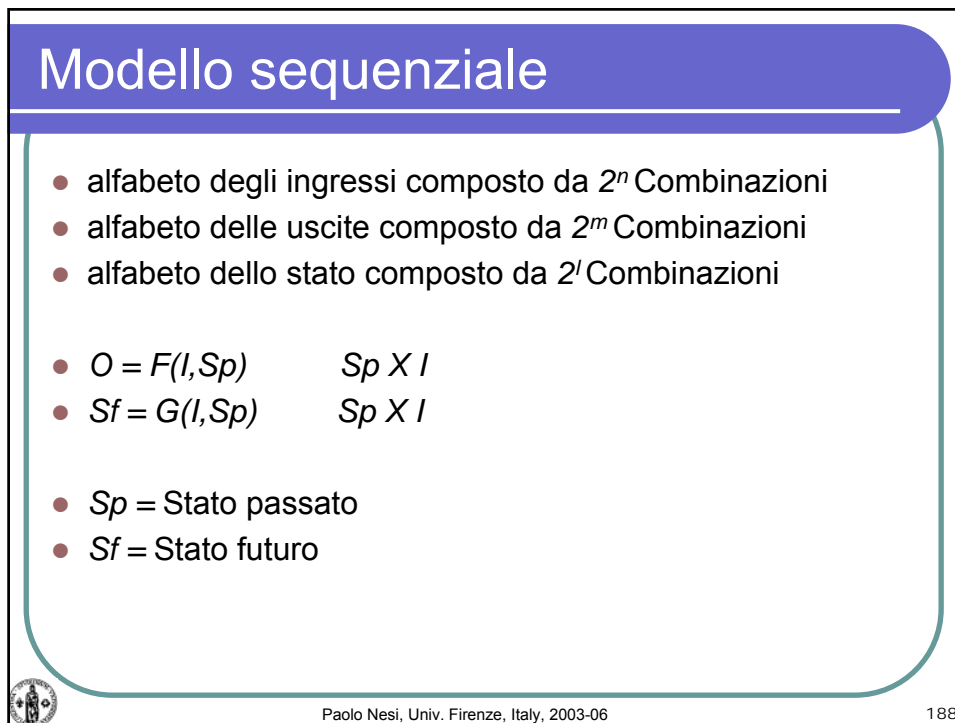 Modello sequenziale
● alfabeto degli ingressi composto da 2ⁿ Combinazioni
● alfabeto delle uscite composto da 2ᵐ Combinazioni
● alfabeto dello stato composto da 2ˡ Combinazioni
● O = F(I,Sp) Sp X I
● Sf = G(I,Sp) Sp X I
● Sp = Stato passato
● Sf = Stato futuro
Paolo Nesi, Univ. Firenze, Italy, 2003-06 188